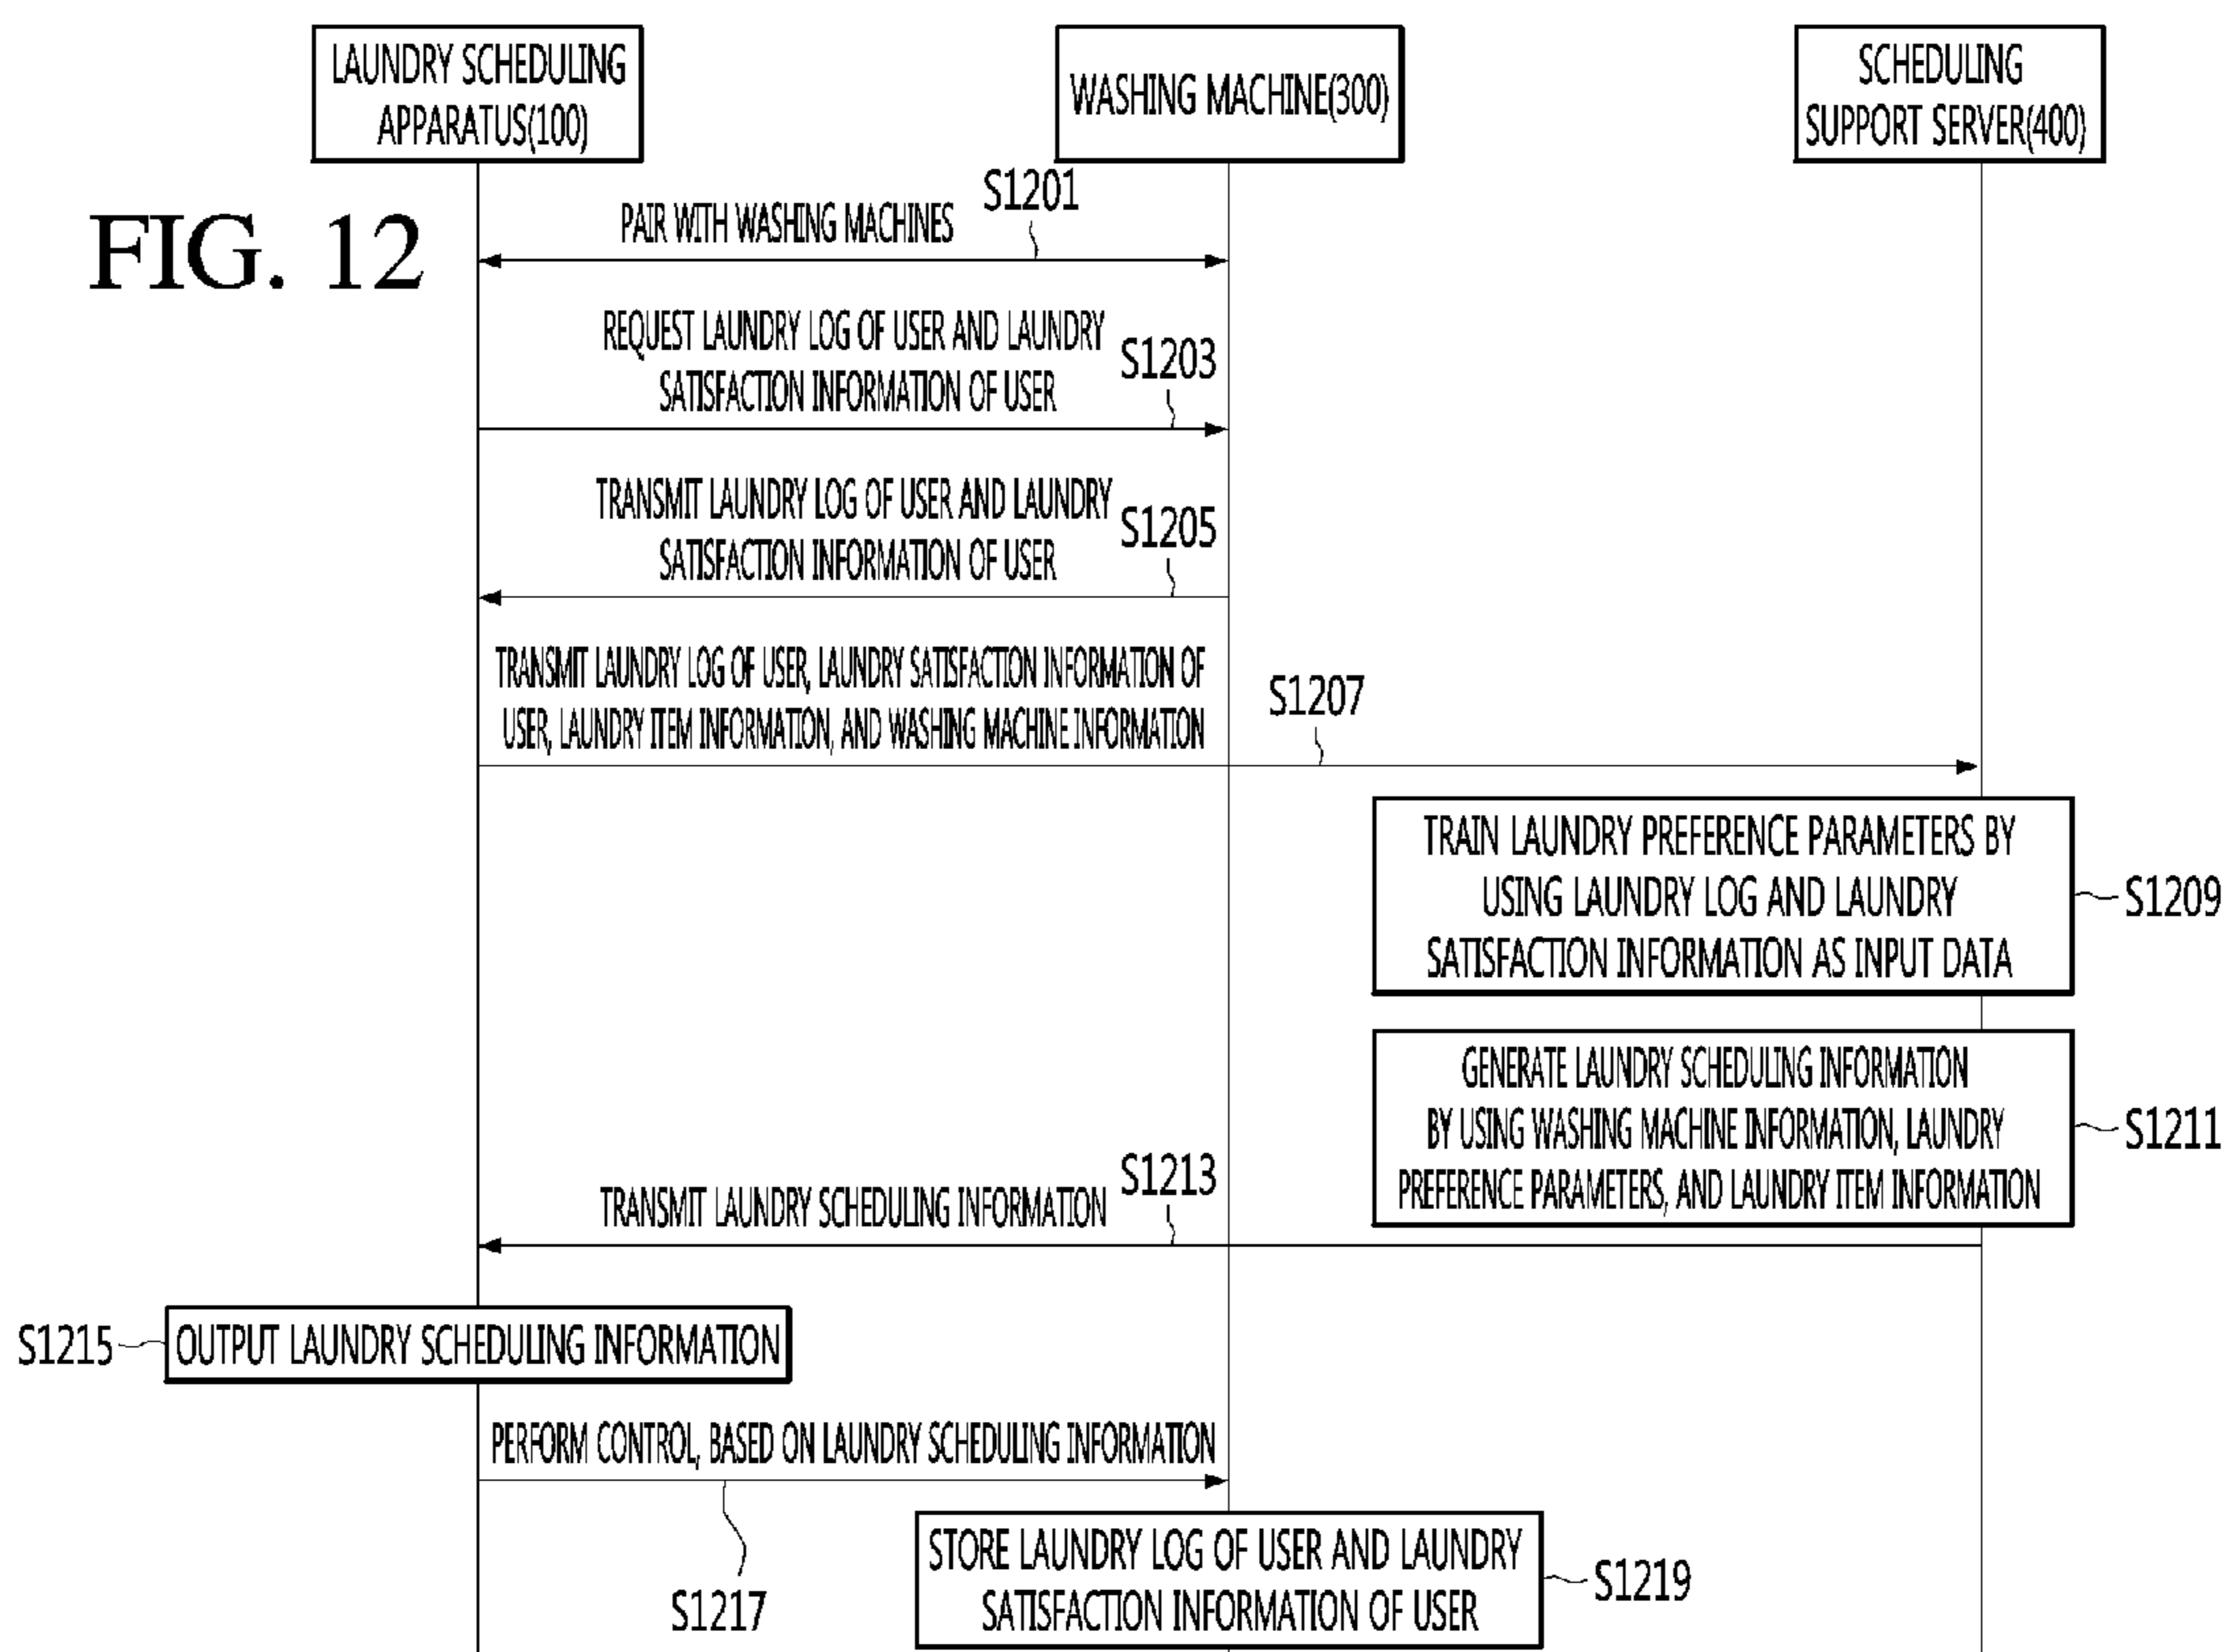 LAUNDRY SCHEDULING
APPARATUS(100)
WASHING MACHINE(300)
SCHEDULING
SUPPORT SERVER(400)
FIG. 12
PAIR WITH WASHING MACHINES
S1201
REQUEST LAUNDRY LOG OF USER AND LAUNDRY
SATISFACTION INFORMATION OF USER
S1203
TRANSMIT LAUNDRY LOG OF USER AND LAUNDRY
SATISFACTION INFORMATION OF USER
S1205
TRANSMIT LAUNDRY LOG OF USER, LAUNDRY SATISFACTION INFORMATION OF
USER, LAUNDRY ITEM INFORMATION, AND WASHING MACHINE INFORMATION
S1207
TRAIN LAUNDRY PREFERENCE PARAMETERS BY
USING LAUNDRY LOG AND LAUNDRY
SATISFACTION INFORMATION AS INPUT DATA
S1209
GENERATE LAUNDRY SCHEDULING INFORMATION
BY USING WASHING MACHINE INFORMATION, LAUNDRY
PREFERENCE PARAMETERS, AND LAUNDRY ITEM INFORMATION
S1211
TRANSMIT LAUNDRY SCHEDULING INFORMATION
S1213
S1215
OUTPUT LAUNDRY SCHEDULING INFORMATION
PERFORM CONTROL, BASED ON LAUNDRY SCHEDULING INFORMATION
S1217
STORE LAUNDRY LOG OF USER AND LAUNDRY
SATISFACTION INFORMATION OF USER
S1219